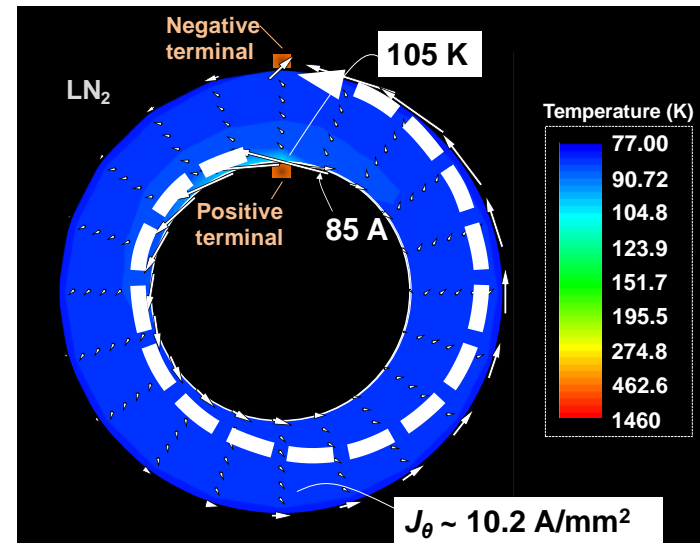 Negative
terminal
105 K
LN₂
Positive
terminal
85 A
J_θ ~ 10.2 A/mm²
Temperature (K)
77.00
90.72
104.8
123.9
151.7
195.5
274.8
462.6
1460